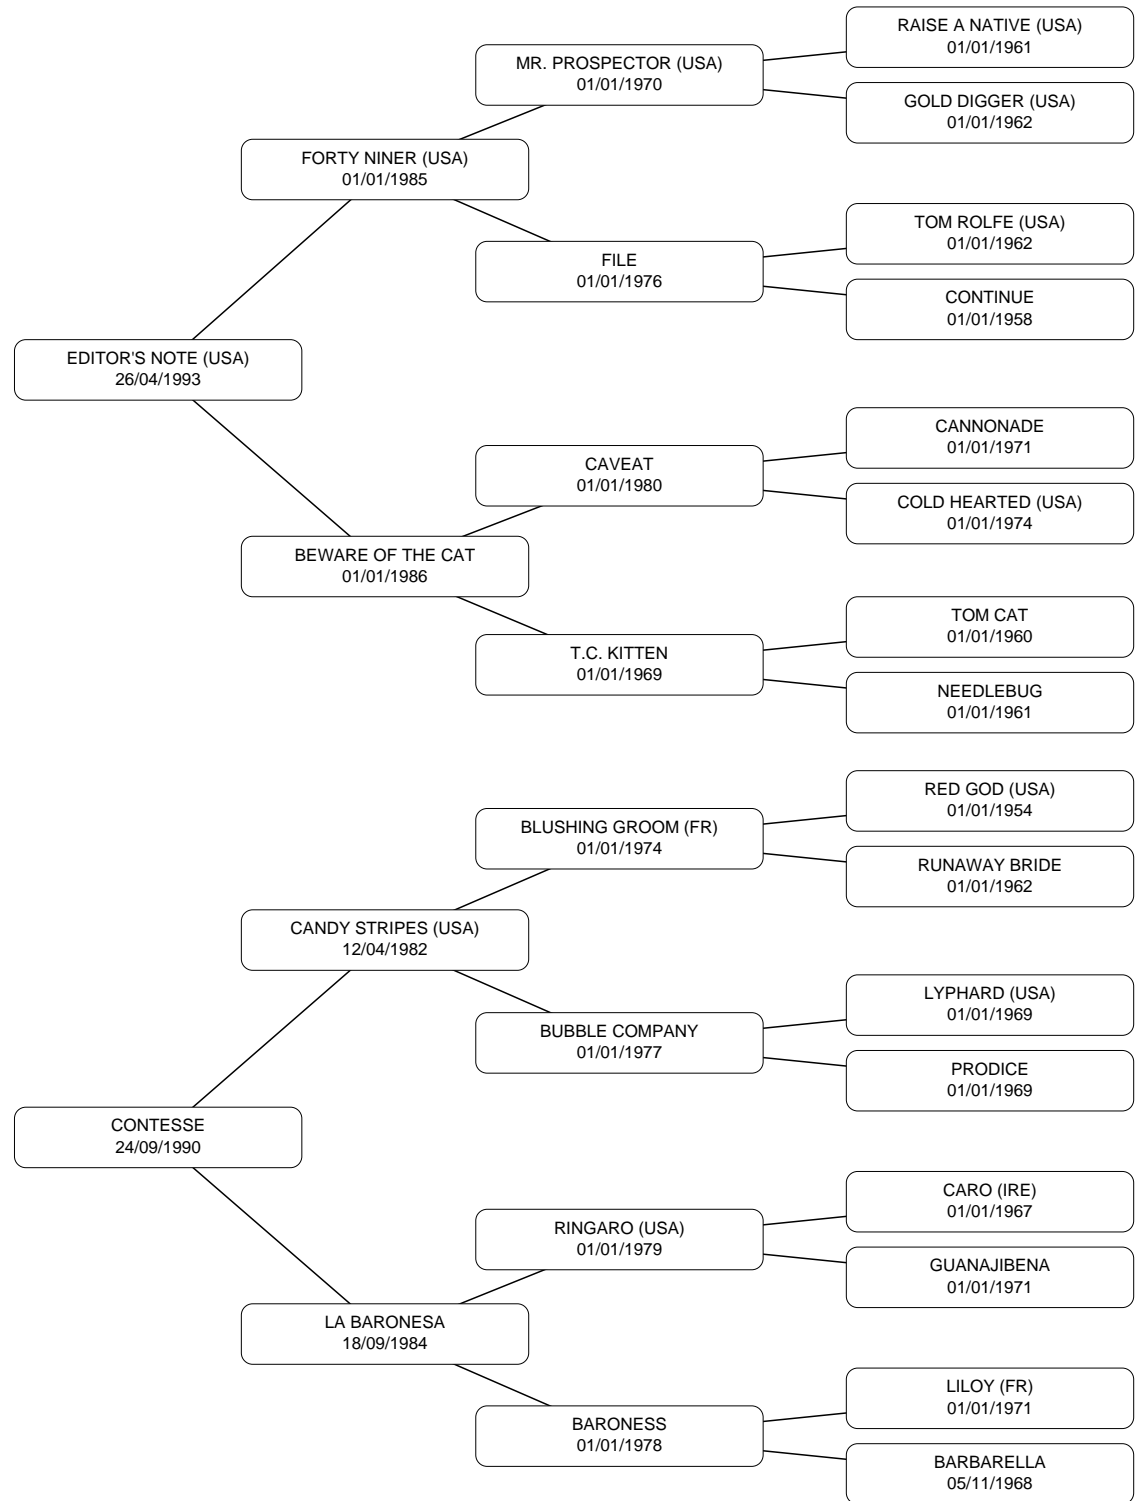 RAISE A NATIVE (USA)
01/01/1961
MR. PROSPECTOR (USA)
01/01/1970
GOLD DIGGER (USA)
01/01/1962
FORTY NINER (USA)
01/01/1985
TOM ROLFE (USA)
01/01/1962
FILE
01/01/1976
CONTINUE
01/01/1958
EDITOR'S NOTE (USA)
26/04/1993
CANNONADE
01/01/1971
CAVEAT
01/01/1980
COLD HEARTED (USA)
01/01/1974
BEWARE OF THE CAT
01/01/1986
TOM CAT
01/01/1960
T.C. KITTEN
01/01/1969
NEEDLEBUG
01/01/1961
RED GOD (USA)
01/01/1954
BLUSHING GROOM (FR)
01/01/1974
RUNAWAY BRIDE
01/01/1962
CANDY STRIPES (USA)
12/04/1982
LYPHARD (USA)
01/01/1969
BUBBLE COMPANY
01/01/1977
PRODICE
01/01/1969
CONTESSE
24/09/1990
CARO (IRE)
01/01/1967
RINGARO (USA)
01/01/1979
GUANAJIBENA
01/01/1971
LA BARONESA
18/09/1984
LILOY (FR)
01/01/1971
BARONESS
01/01/1978
BARBARELLA
05/11/1968